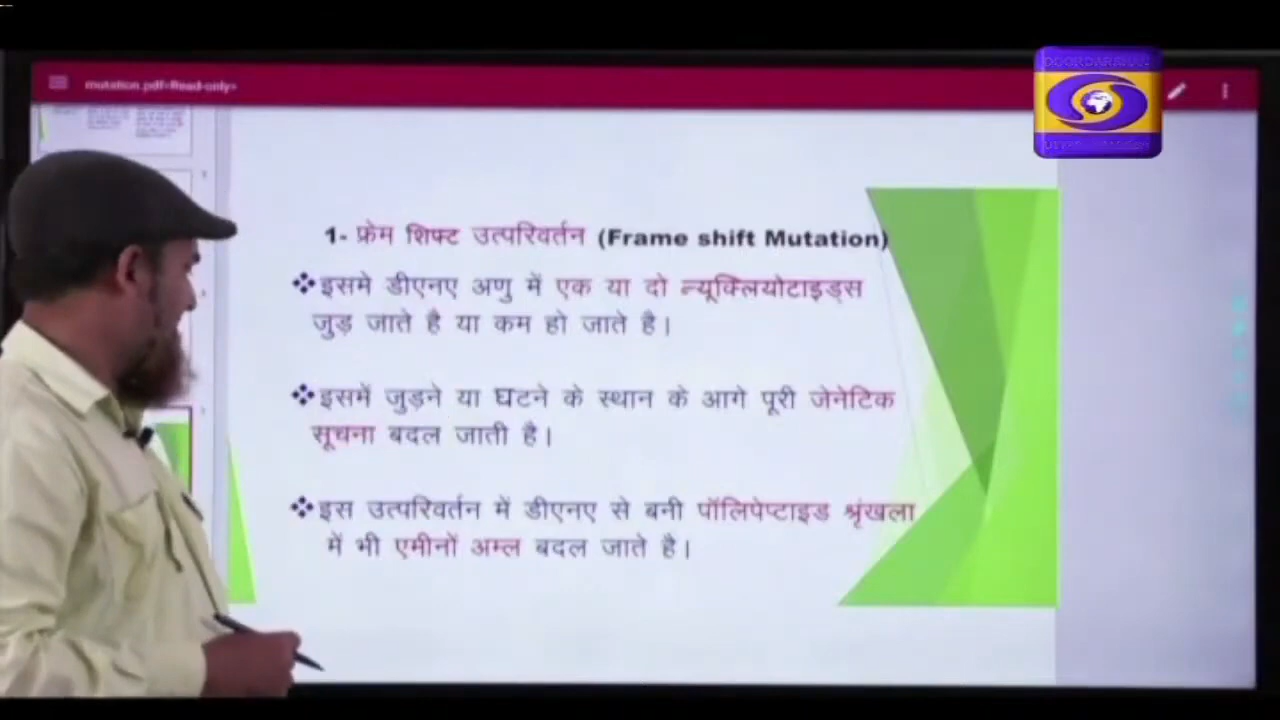 DOORDARSHAN
mutation.pdf<Read-only>
1- फ्रेम शिफ्ट उत्परिवर्तन (Frame shift Mutation)
❖इसमे डीएनए अणु में एक या दो न्यूक्लियोटाइड्स
जुड़ जाते है या कम हो जाते है।
❖इसमें जुड़ने या घटने के स्थान के आगे पूरी जेनेटिक
सूचना बदल जाती है।
❖इस उत्परिवर्तन में डीएनए से बनी पॉलिपेप्टाइड श्रृंखला
में भी एमीनों अम्ल बदल जाते है।